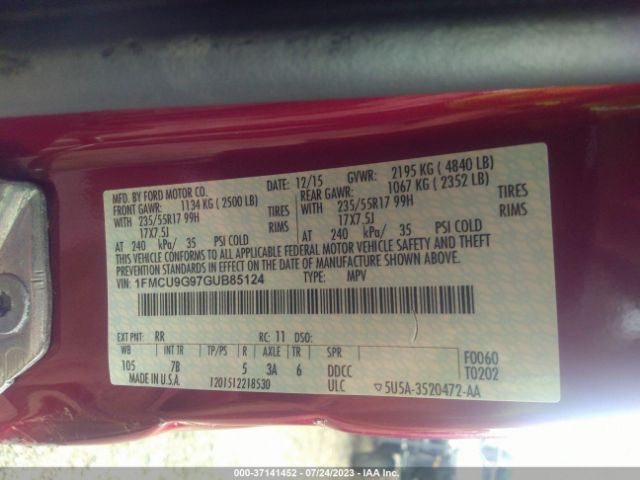 MFD. BY FORD MOTOR CO.
DATE: 12/15 GVWR: 2195 KG ( 4840 LB)
FRONT GAWR: 1134 KG ( 2500 LB) REAR GAWR: 1067 KG ( 2352 LB)
WITH 235/55R17 99H TIRES WITH 235/55R17 99H TIRES
17X7.5J RIMS 17X7.5J RIMS
AT 240 kPa/ 35 PSI COLD AT 240 kPa/ 35 PSI COLD
THIS VEHICLE CONFORMS TO ALL APPLICABLE FEDERAL MOTOR VEHICLE SAFETY AND THEFT
PREVENTION STANDARDS IN EFFECT ON THE DATE OF MANUFACTURE SHOWN ABOVE.
VIN: 1FMCU9G97GUB85124 TYPE: MPV
EXT PNT: RR RC: 11 DSO:
WB INT TR TP/PS R AXLE TR SPR F0060
105 7B 5 3A 6 DDCC T0202
MADE IN U.S.A. T201512218530 ULC 5U5A-3520472-AA
000-37141452 - 07/24/2023 - IAA Inc.